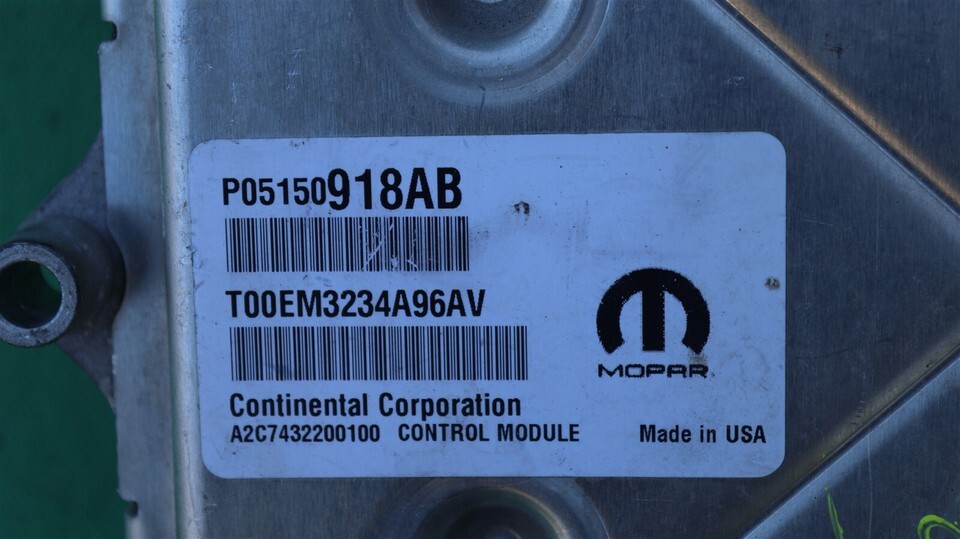 P05150918AB
T00EM3234A96AV
MOPAR
Continental Corporation
A2C7432200100 CONTROL MODULE
Made in USA